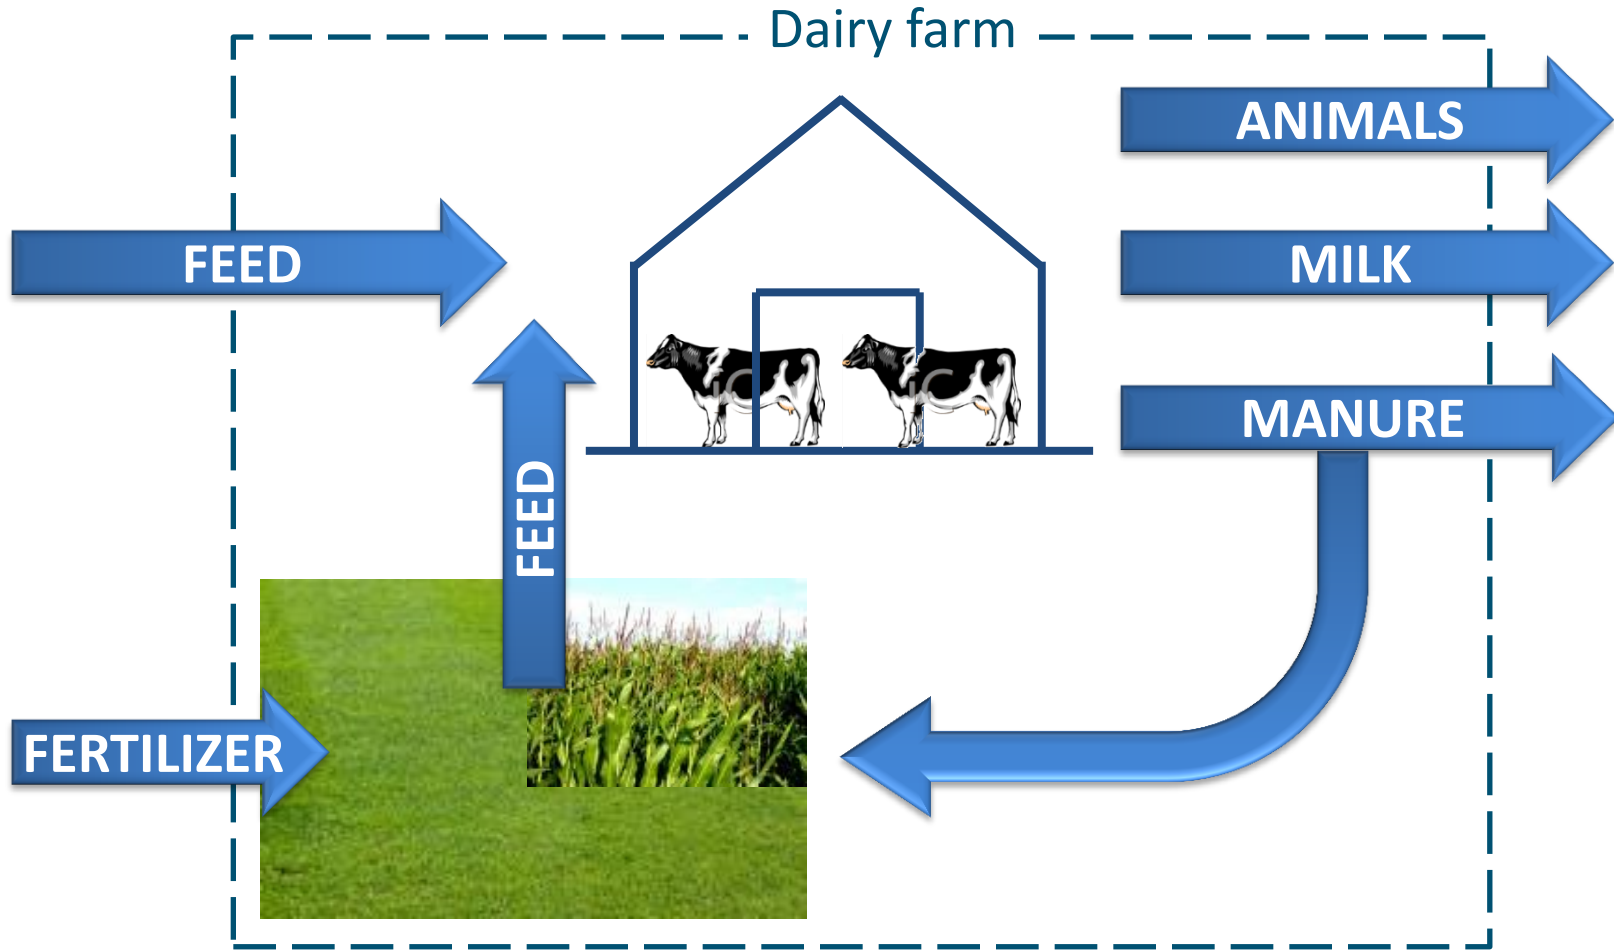 Dairy farm
ANIMALS
FEED
MILK
MANURE
FEED
FERTILIZER